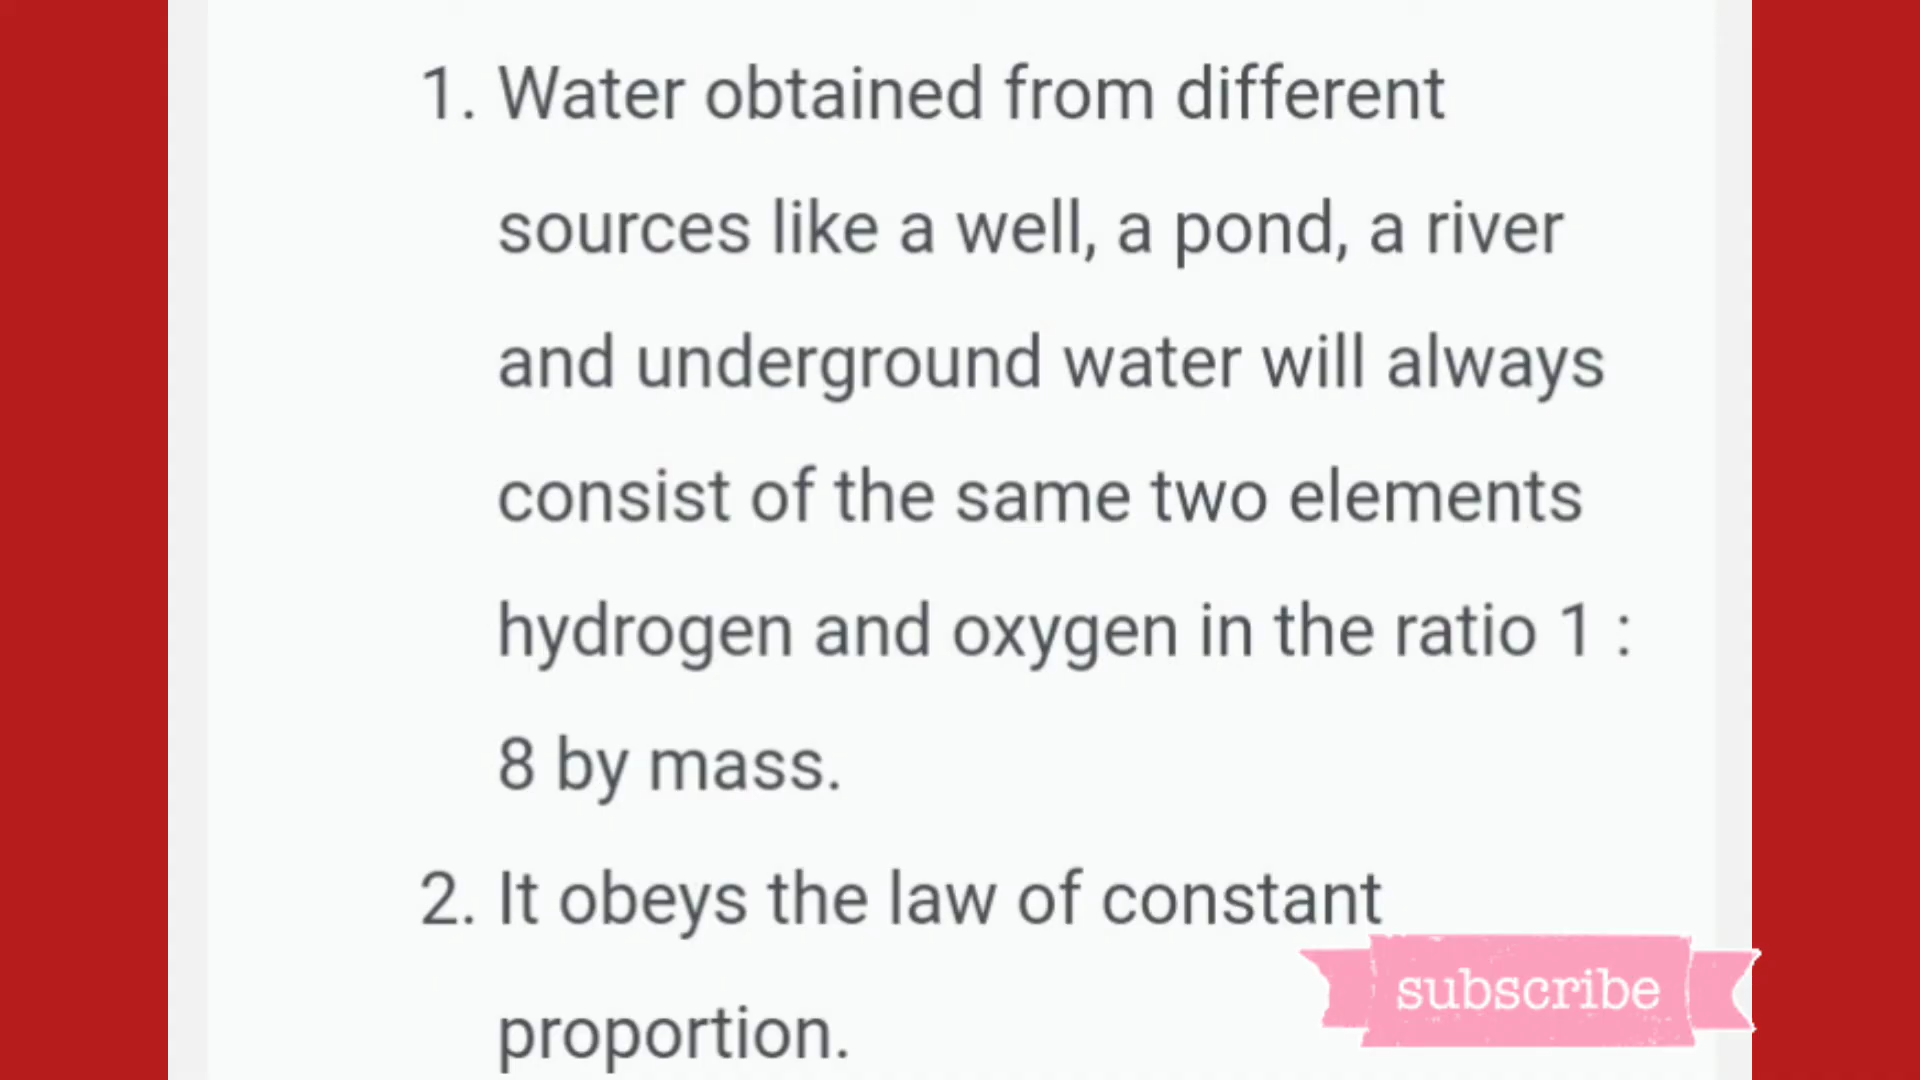 1. Water obtained from different
sources like a well, a pond, a river
and underground water will always
consist of the same two elements
hydrogen and oxygen in the ratio 1 :
8 by mass.
2. It obeys the law of constant
proportion.
subscribe